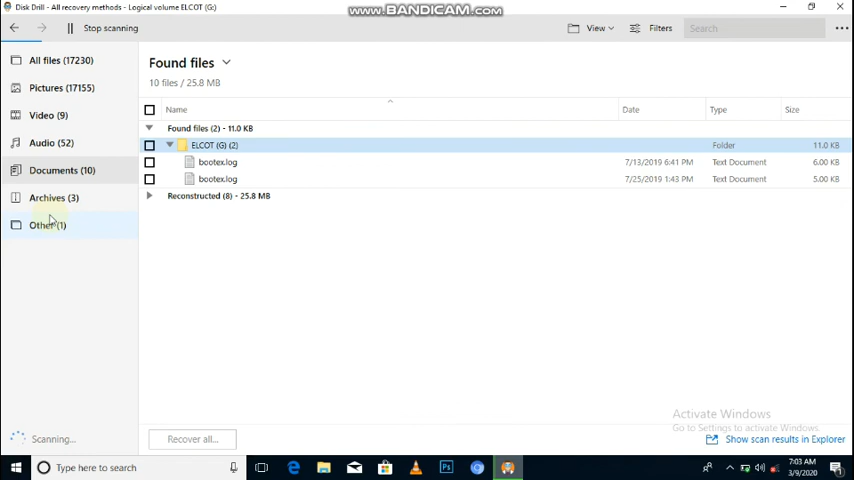 Disk Drill - All recovery methods - Logical volume ELCOT (G:)
www.BANDICAM.com
Stop scanning
View
Filters
Search
All files (17230)
Pictures (17155)
Video (9)
Audio (52)
Documents (10)
Archives (3)
Other (1)
Found files
10 files / 25.8 MB
Name Date Type Size
Found files (2) - 11.0 KB
ELCOT (G) (2) Folder 11.0 KB
bootex.log 7/13/2019 6:41 PM Text Document 6.00 KB
bootex.log 7/25/2019 1:43 PM Text Document 5.00 KB
Reconstructed (8) - 25.8 MB
Activate Windows
Go to Settings to activate Windows.
Scanning...
Recover all...
Show scan results in Explorer
Type here to search
Ps
7:03 AM
3/9/2020
1